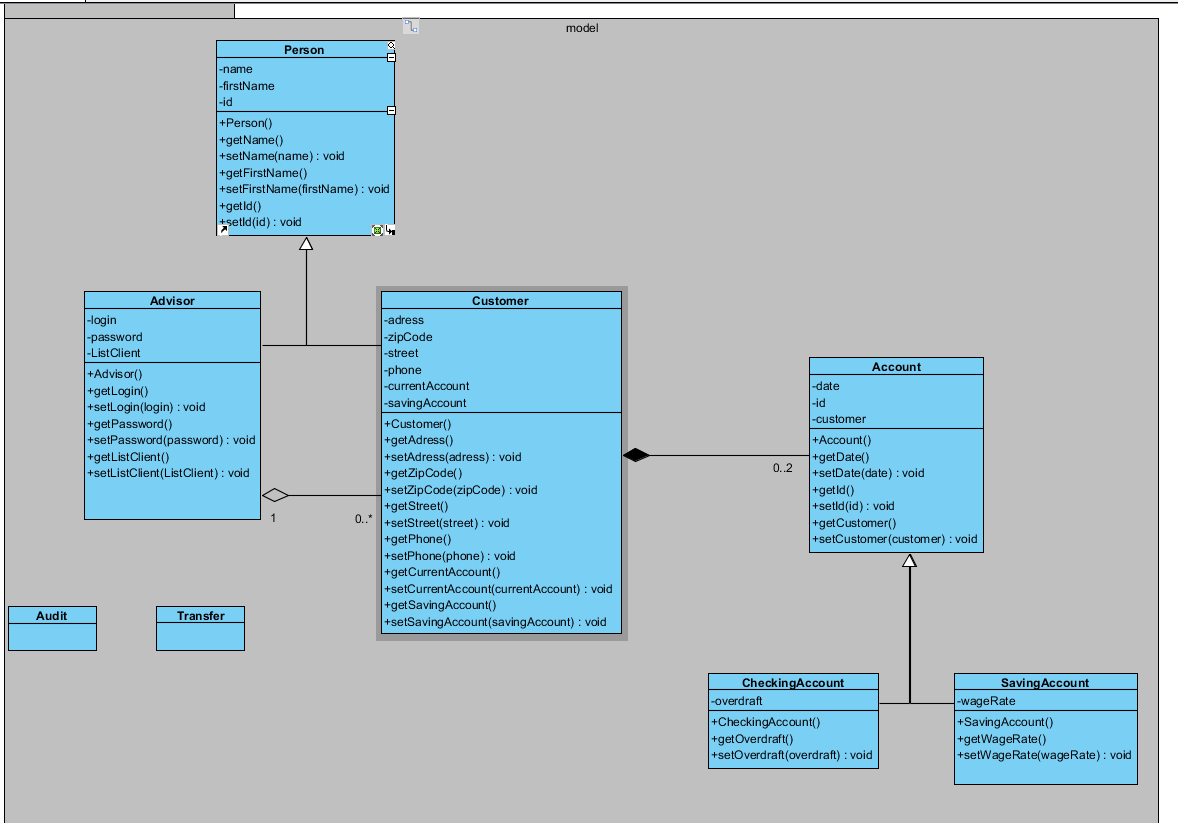 model
Person
-name
-firstName
-id
+Person()
+getName()
+setName(name) : void
+getFirstName()
+setFirstName(firstName) : void
+getId()
+setId(id) : void
Advisor
-login
-password
-ListClient
+Advisor()
+getLogin()
+setLogin(login) : void
+getPassword()
+setPassword(password) : void
+getListClient()
+setListClient(ListClient) : void
1
0..*
Customer
-adress
-zipCode
-street
-phone
-currentAccount
-savingAccount
+Customer()
+getAdress()
+setAdress(adress) : void
+getZipCode()
+setZipCode(zipCode) : void
+getStreet()
+setStreet(street) : void
+getPhone()
+setPhone(phone) : void
+getCurrentAccount()
+setCurrentAccount(currentAccount) : void
+getSavingAccount()
+setSavingAccount(savingAccount) : void
0..2
Account
-date
-id
-customer
+Account()
+getDate()
+setDate(date) : void
+getId()
+setId(id) : void
+getCustomer()
+setCustomer(customer) : void
Audit
Transfer
CheckingAccount
-overdraft
+CheckingAccount()
+getOverdraft()
+setOverdraft(overdraft) : void
SavingAccount
-wageRate
+SavingAccount()
+getWageRate()
+setWageRate(wageRate) : void